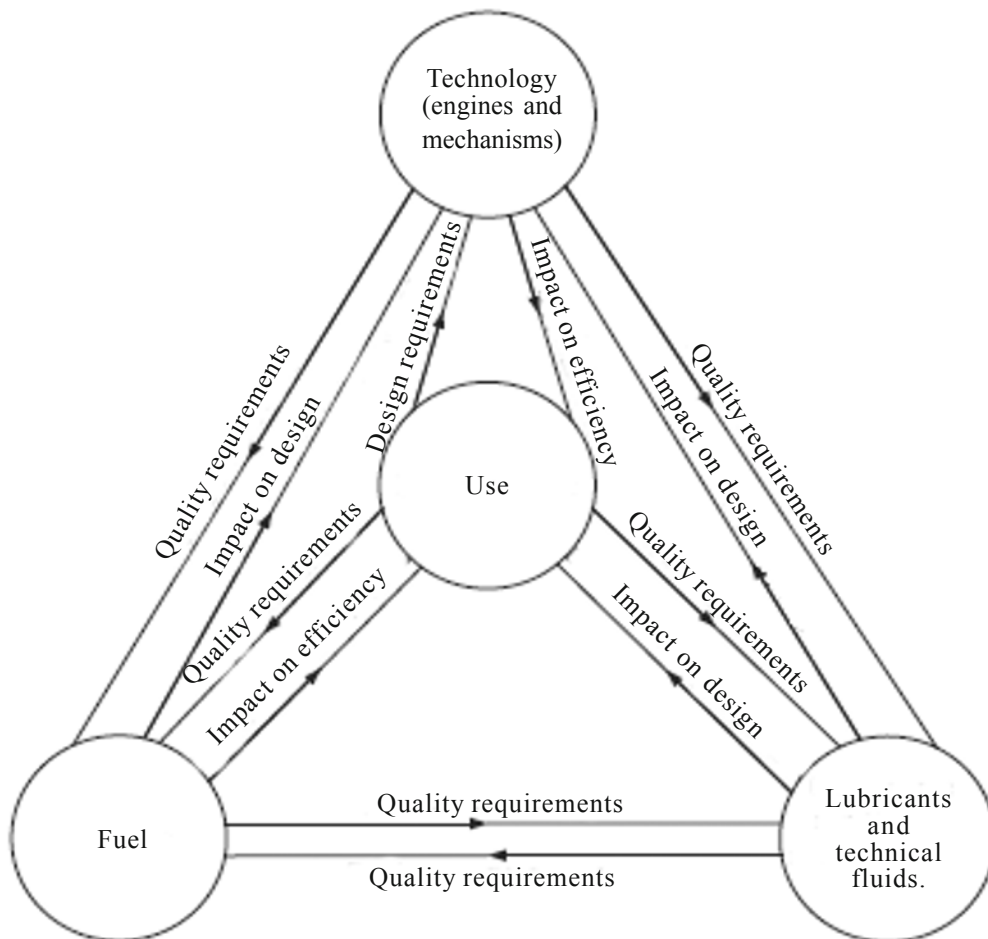 Technology
(engines and
mechanisms)
Quality requirements
Impact on design
Design requirements
Impact on efficiency
Impact on design
Quality requirements
Use
Quality requirements
Impact on efficiency
Quality requirements
Impact on design
Fuel
Quality requirements
Quality requirements
Lubricants
and
technical
fluids.